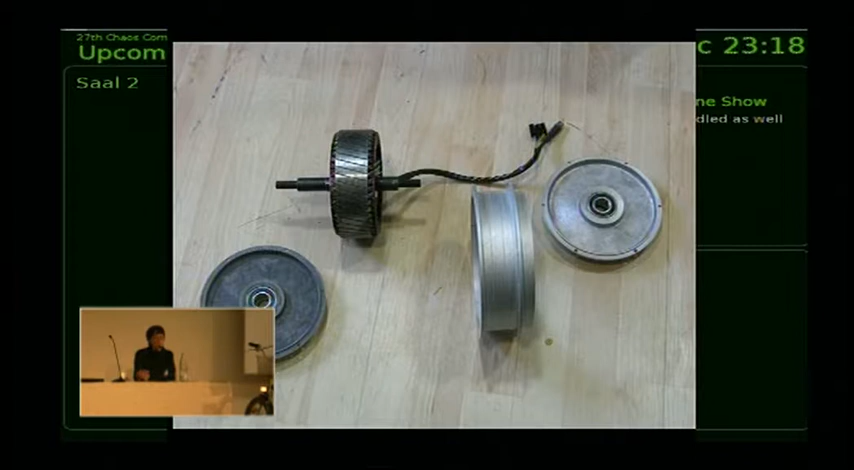 27th Chaos Com
Upcom
c 23:18
Saal 2
ne Show
dled as well